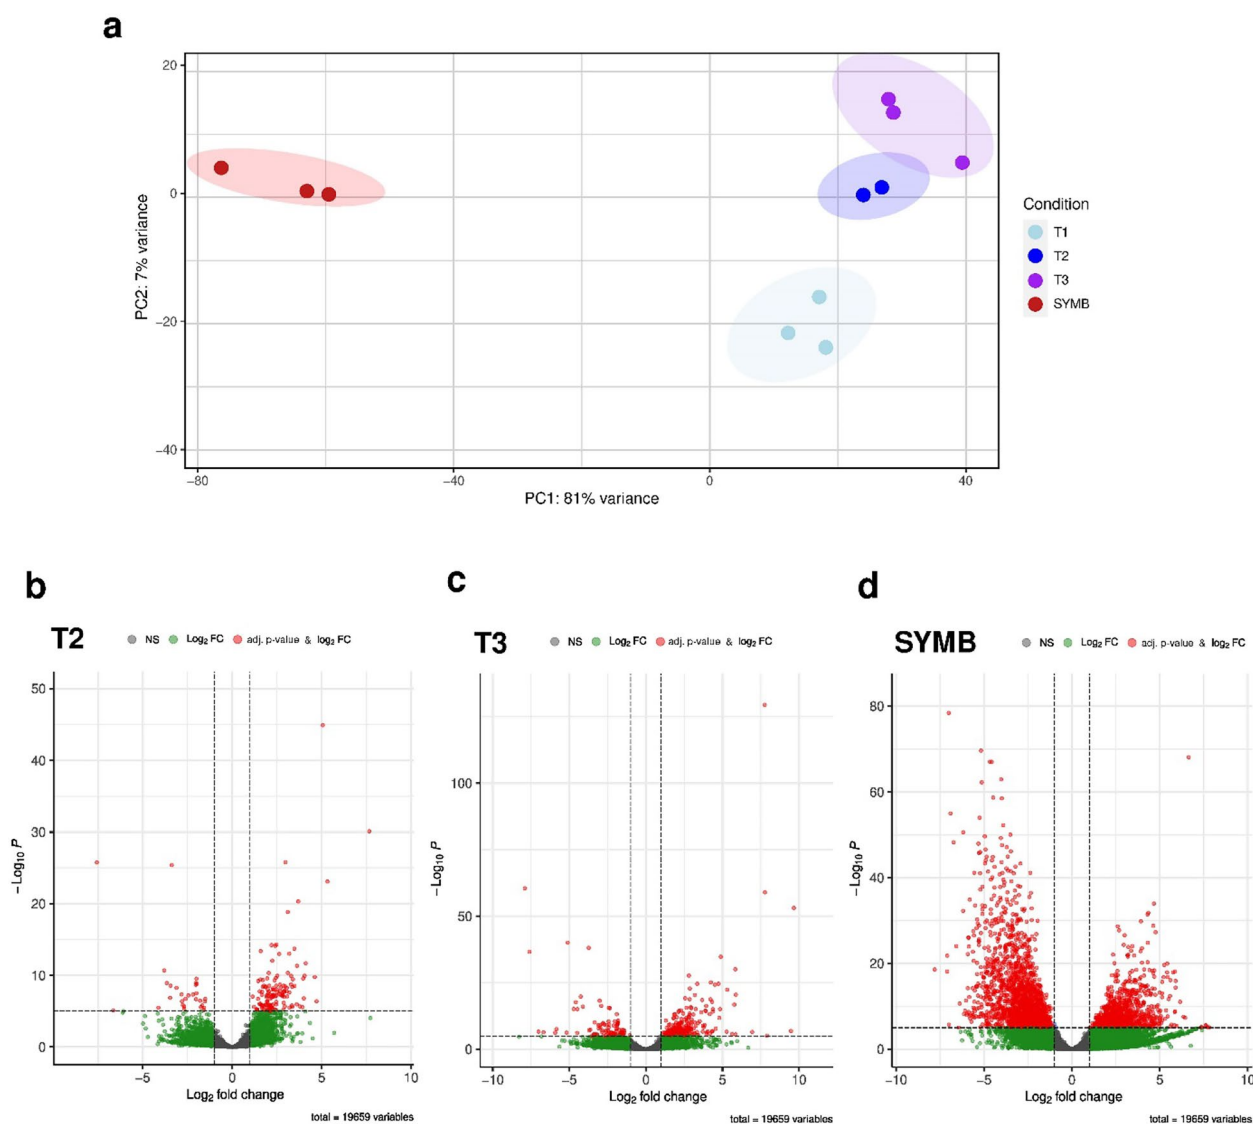 a
20
0
−20
−40
PC2: 7% variance
−80
−40
0
40
PC1: 81% variance
Condition
T1
T2
T3
SYMB
b
T2
NS Log2 FC adj. p-value & log2 FC
50
40
30
20
10
0
−Log10 P
−5
0
5
10
Log2 fold change
total = 19659 variables
c
T3
NS Log2 FC adj. p-value & log2 FC
100
50
0
−Log10 P
−10
−5
0
5
10
Log2 fold change
total = 19659 variables
d
SYMB
NS Log2 FC adj. p-value & log2 FC
80
60
40
20
0
−Log10 P
−10
−5
0
5
10
Log2 fold change
total = 19659 variables